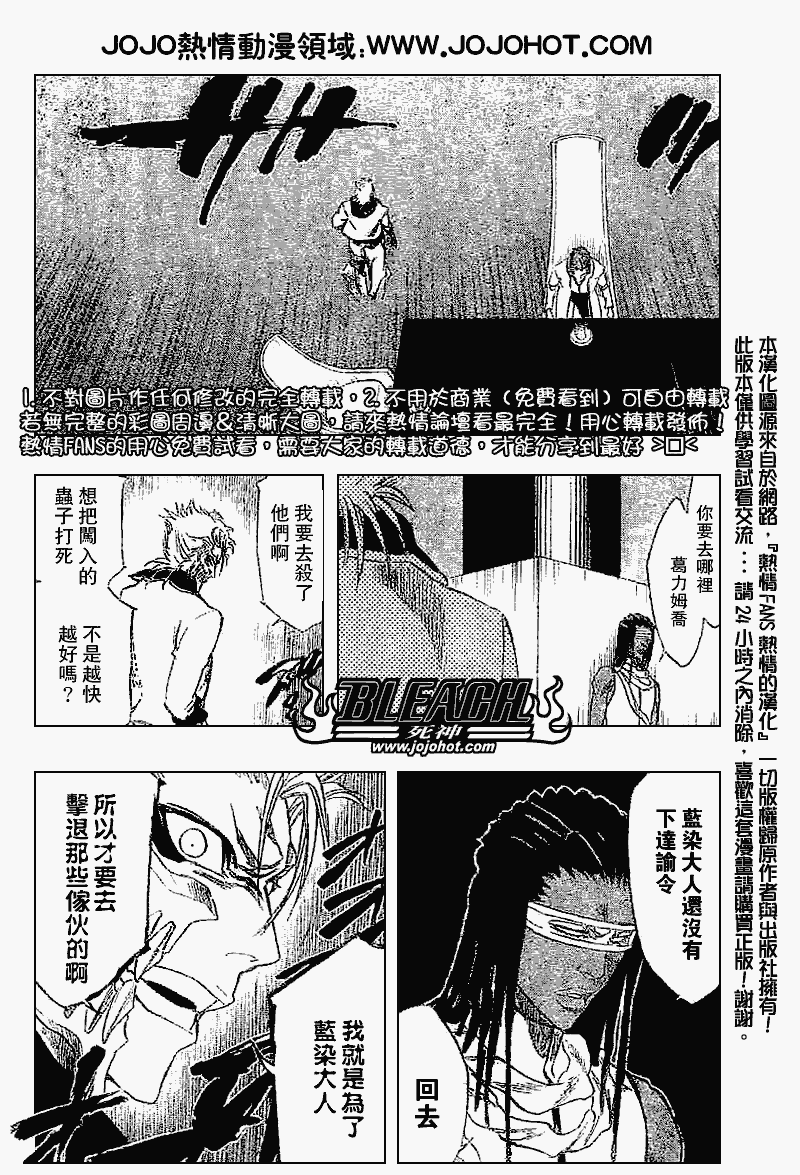 JOJO熱情動漫領域:WWW.JOJOHOT.COM
1. 不對圖片作任何修改的完全轉載，2. 不用於商業（免費看到）可自由轉載
若無完整的彩圖周邊&清晰大圖，請來熱情論壇看最完全！用心轉載發佈！
熱情FANS的用心免費試看，需要大家的轉載道德，才能分享到最好 >□<
本漢化圖源來自於網路，『熱情FANS 熱情的漢化』一切版權歸原作者與出版社擁有！
此版本僅供學習試看交流... 請24小時之內消除，喜歡這套漫畫請購買正版！謝謝。
你要去哪裡
葛力姆喬
我要去殺了
他們啊
想把闖入的
蟲子打死
不是越快
越好嗎？
BLEACH
死神
www.jojohot.com
藍染大人還沒有
下達諭令
回去
我就是為了
藍染大人
所以才要去
擊退那些傢伙的啊